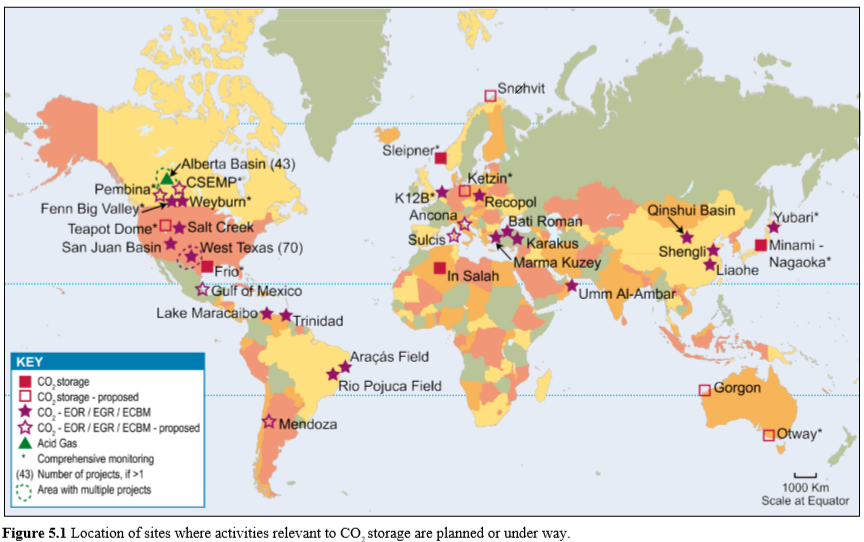 Snøhvit
Alberta Basin (43)
Sleipner*
CSEMP*
Ketzin*
Pembina*
K12B*
Weyburn*
Recopol
Fenn Big Valley*
Ancona
Qinshui Basin
Yubari*
Teapot Dome*
Salt Creek
Bati Roman
Sulcis
Karakus
San Juan Basin
West Texas (70)
Shengli
Minami -
Nagaoka*
Marma Kuzey
Frio*
In Salah
Liaohe
Gulf of Mexico
Umm Al-Ambar
Lake Maracaibo
Trinidad
Araçás Field
Rio Pojuca Field
Gorgon
Mendoza
Otway*
KEY
CO2 storage
CO2 storage - proposed
CO2 - EOR / EGR / ECBM
CO2 - EOR / EGR / ECBM - proposed
Acid Gas
* Comprehensive monitoring
(43) Number of projects, if >1
Area with multiple projects
1000 Km
Scale at Equator
Figure 5.1 Location of sites where activities relevant to CO2 storage are planned or under way.